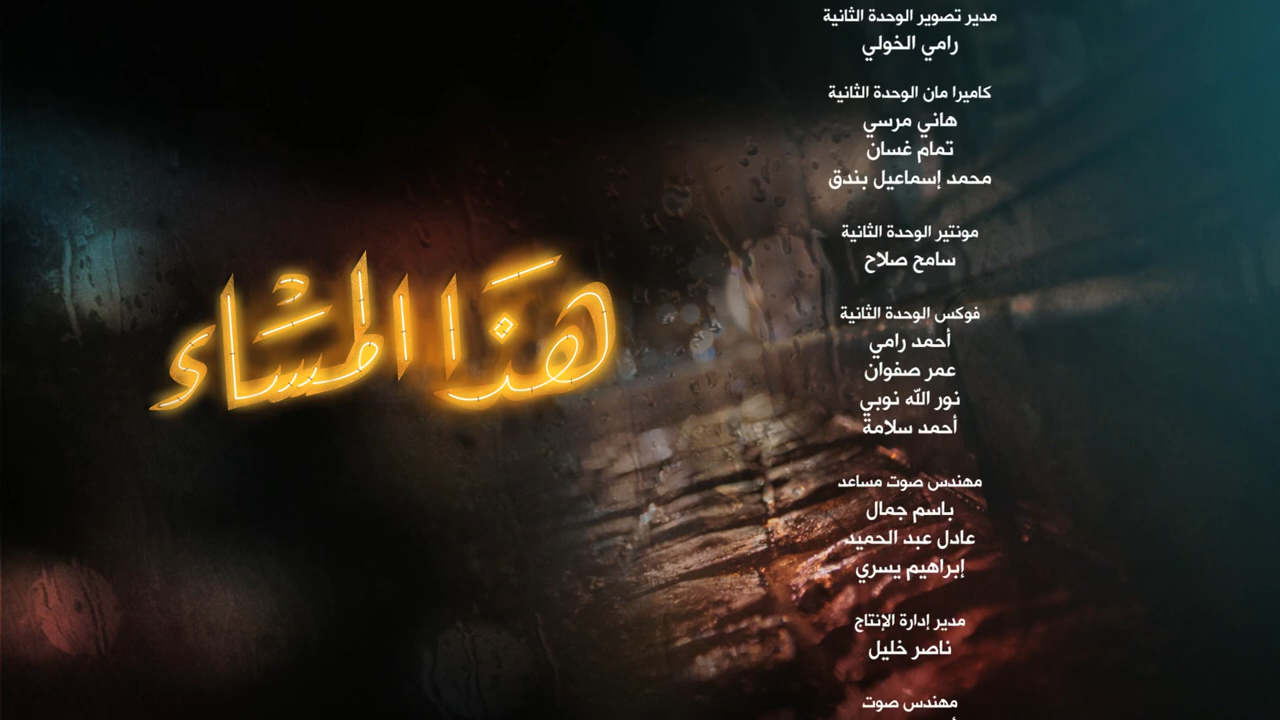 هذا المساء
مدير تصوير الوحدة الثانية
رامي الخولي
كاميرا مان الوحدة الثانية
هاني مرسي
تمام غسان
محمد إسماعيل بندق
مونتير الوحدة الثانية
سامح صلاح
فوكس الوحدة الثانية
أحمد رامي
عمر صفوان
نور الله نوبي
أحمد سلامة
مهندس صوت مساعد
باسم جمال
عادل عبد الحميد
إبراهيم يسري
مدير إدارة الإنتاج
ناصر خليل
مهندس صوت